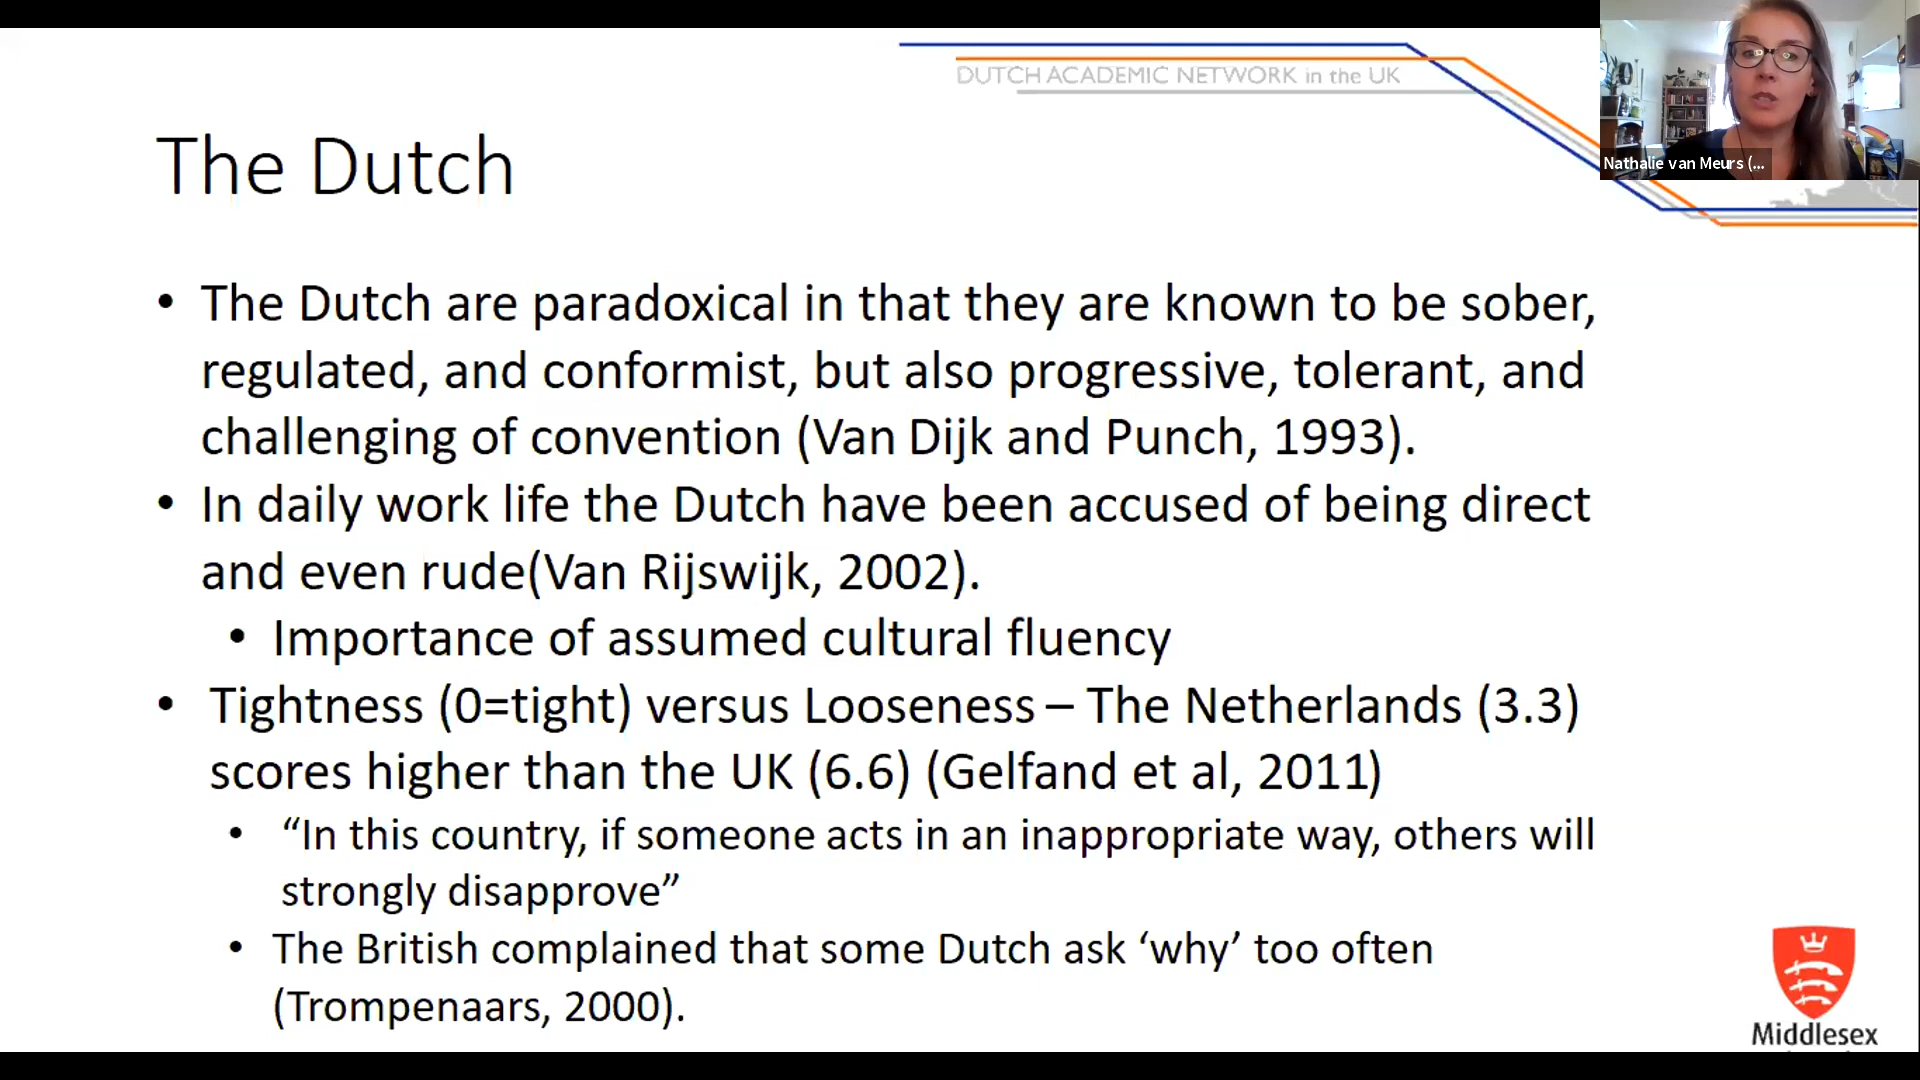 DUTCH ACADEMIC NETWORK in the UK
Nathalie van Meurs (...
The Dutch
• The Dutch are paradoxical in that they are known to be sober,
regulated, and conformist, but also progressive, tolerant, and
challenging of convention (Van Dijk and Punch, 1993).
• In daily work life the Dutch have been accused of being direct
and even rude(Van Rijswijk, 2002).
• Importance of assumed cultural fluency
• Tightness (0=tight) versus Looseness – The Netherlands (3.3)
scores higher than the UK (6.6) (Gelfand et al, 2011)
• “In this country, if someone acts in an inappropriate way, others will
strongly disapprove”
• The British complained that some Dutch ask ‘why’ too often
(Trompenaars, 2000).
Middlesex